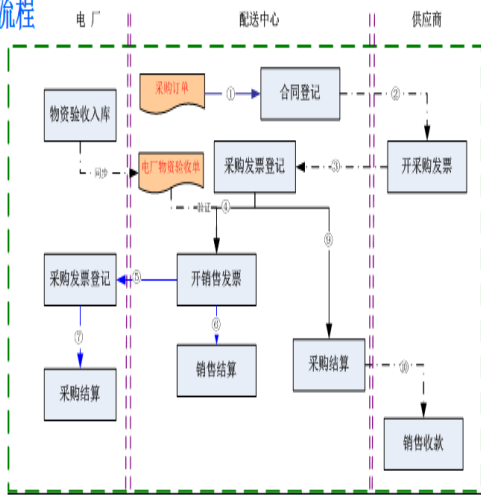 流程
电 厂
配送中心
供应商
采购订单
①
合同登记
②
物资验收入库
同步
电厂物资验收单
采购发票登记
③
开采购发票
验证
④
⑨
采购发票登记
⑤
开销售发票
⑥
⑦
采购结算
销售结算
采购结算
⑩
销售收款